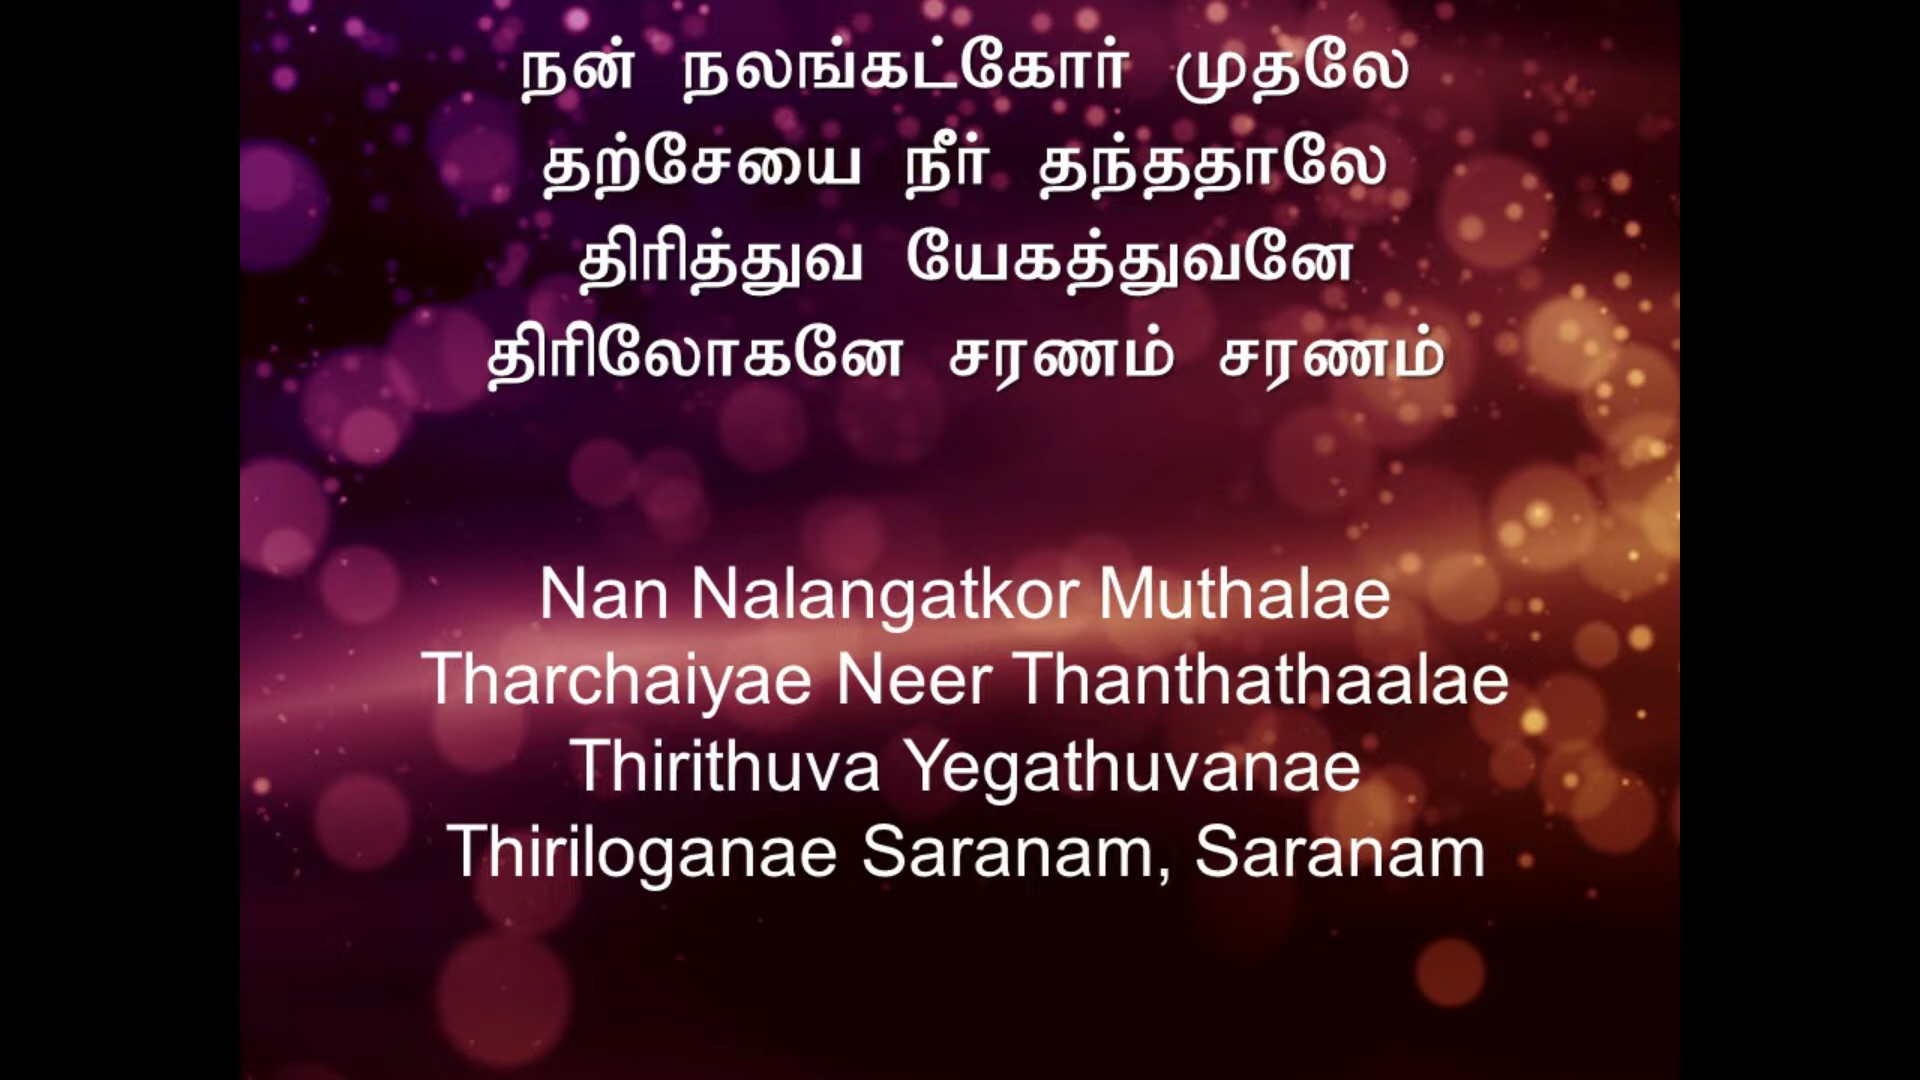 நன் நலங்கட்கோர் முதலே
தற்சேயை நீர் தந்ததாலே
திரித்துவ யேகத்துவனே
திரிலோகனே சரணம் சரணம்
Nan Nalangatkor Muthalae
Tharchaiyae Neer Thanthathaalae
Thirithuva Yegathuvanae
Thiriloganae Saranam, Saranam